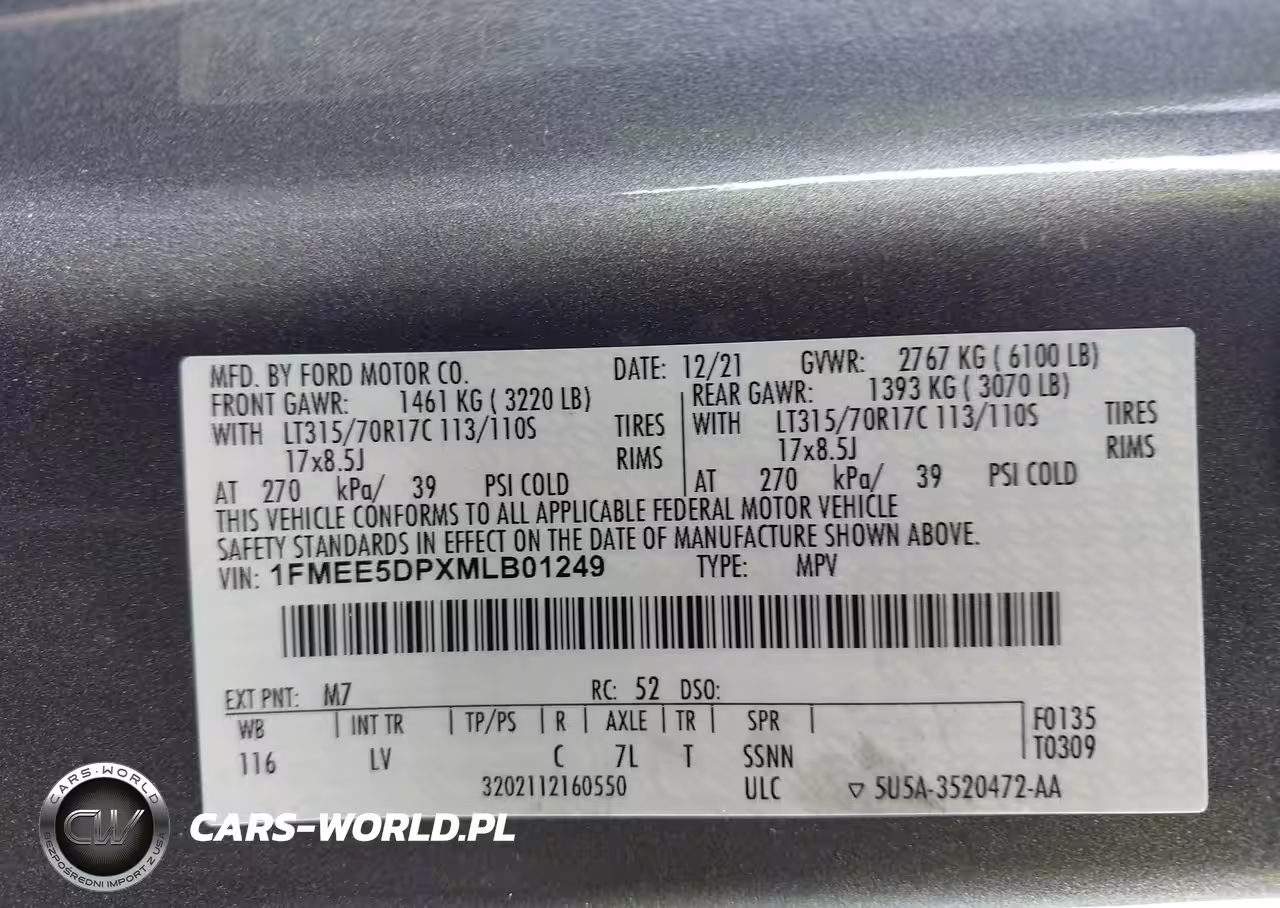 MFD. BY FORD MOTOR CO. DATE: 12/21 GVWR: 2767 KG ( 6100 LB)
FRONT GAWR: 1461 KG ( 3220 LB) REAR GAWR: 1393 KG ( 3070 LB)
WITH LT315/70R17C 113/110S TIRES WITH LT315/70R17C 113/110S TIRES
17x8.5J RIMS 17x8.5J RIMS
AT 270 kPa/ 39 PSI COLD AT 270 kPa/ 39 PSI COLD
THIS VEHICLE CONFORMS TO ALL APPLICABLE FEDERAL MOTOR VEHICLE
SAFETY STANDARDS IN EFFECT ON THE DATE OF MANUFACTURE SHOWN ABOVE.
VIN: 1FMEE5DPXMLB01249 TYPE: MPV
EXT PNT: M7 RC: 52 DSO:
WB INT TR TP/PS R AXLE TR SPR F0135
116 LV C 7L T SSNN T0309
3202112160550 ULC ▽ 5U5A-3520472-AA
CARS-WORLD
CW
BEZPOŚREDNI IMPORT Z USA
CARS-WORLD.PL